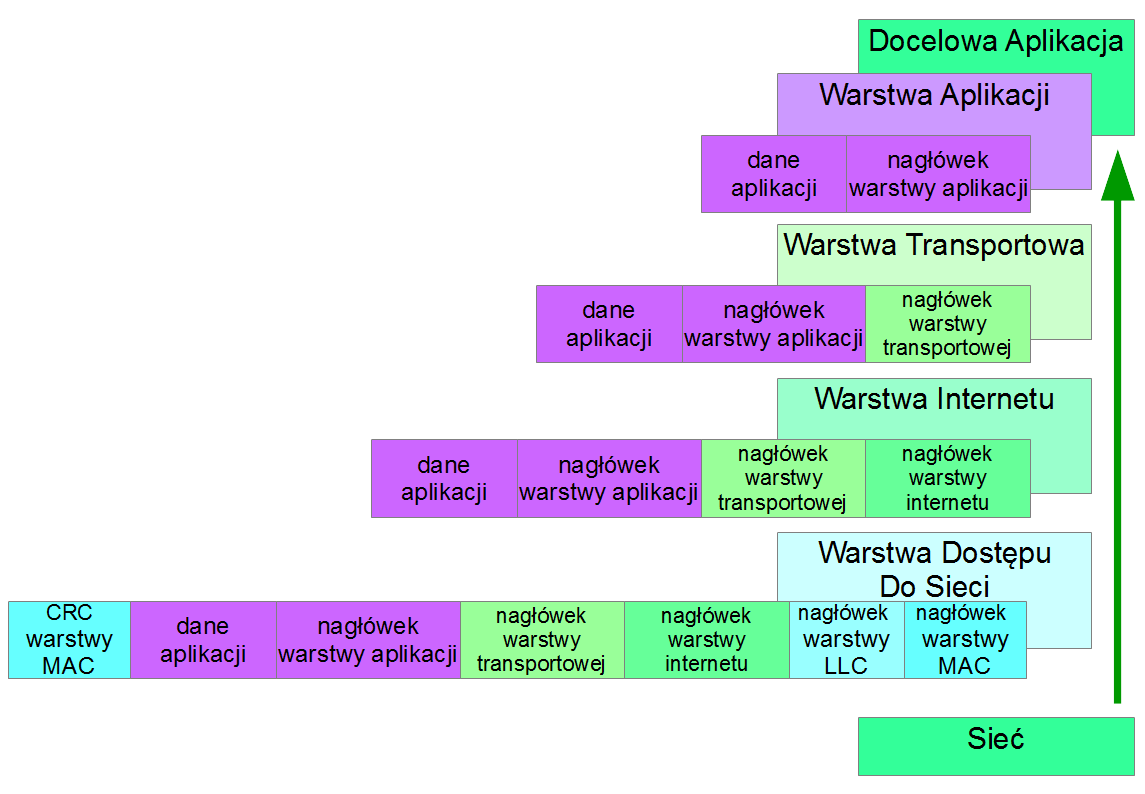 Docelowa Aplikacja
Warstwa Aplikacji
dane
aplikacji
nagłówek
warstwy aplikacji
Warstwa Transportowa
dane
aplikacji
nagłówek
warstwy aplikacji
nagłówek
warstwy
transportowej
Warstwa Internetu
dane
aplikacji
nagłówek
warstwy aplikacji
nagłówek
warstwy
transportowej
nagłówek
warstwy
internetu
Warstwa Dostępu
Do Sieci
CRC
warstwy
MAC
dane
aplikacji
nagłówek
warstwy aplikacji
nagłówek
warstwy
transportowej
nagłówek
warstwy
internetu
nagłówek
warstwy
LLC
nagłówek
warstwy
MAC
Sieć